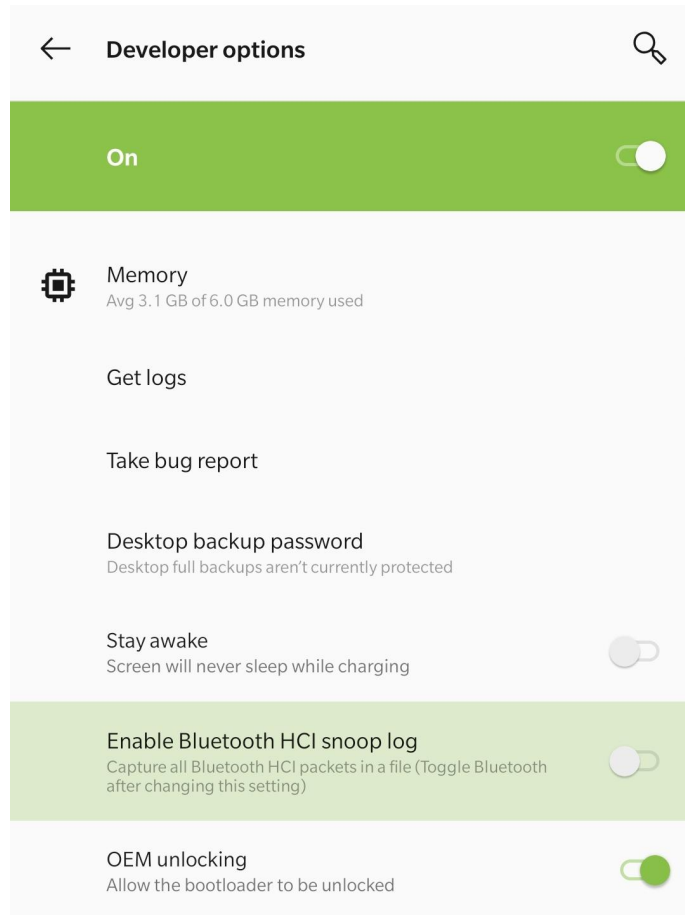 Developer options
On
Memory
Avg 3.1 GB of 6.0 GB memory used
Get logs
Take bug report
Desktop backup password
Desktop full backups aren't currently protected
Stay awake
Screen will never sleep while charging
Enable Bluetooth HCI snoop log
Capture all Bluetooth HCI packets in a file (Toggle Bluetooth
after changing this setting)
OEM unlocking
Allow the bootloader to be unlocked